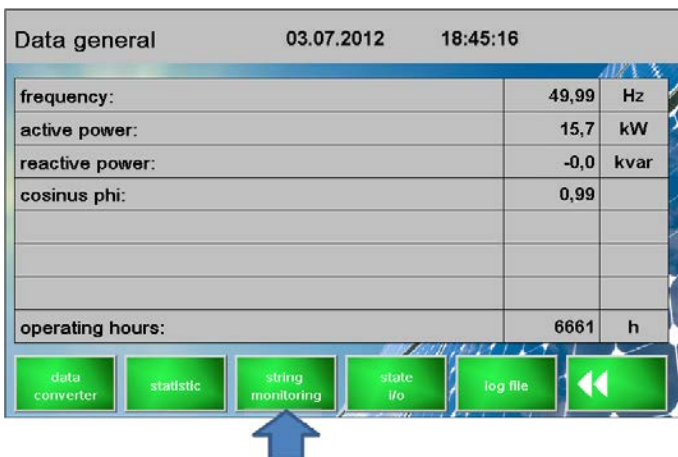 Data general 03.07.2012 18:45:16
frequency: 49,99 Hz
active power: 15,7 kW
reactive power: -0,0 kvar
cosinus phi: 0,99
operating hours: 6661 h
data converter statistic string monitoring state i/o log file